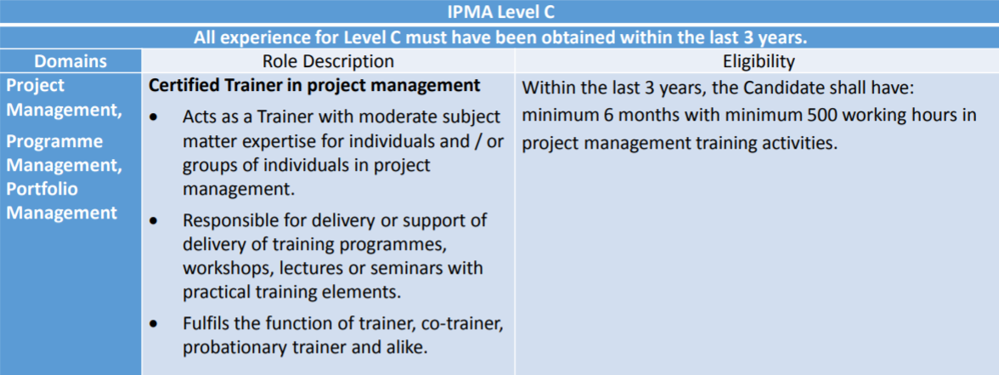 IPMA Level C
All experience for Level C must have been obtained within the last 3 years.
Domains
Role Description
Eligibility
Project
Management,
Programme
Management,
Portfolio
Management
Certified Trainer in project management
• Acts as a Trainer with moderate subject
matter expertise for individuals and / or
groups of individuals in project
management.
• Responsible for delivery or support of
delivery of training programmes,
workshops, lectures or seminars with
practical training elements.
• Fulfils the function of trainer, co-trainer,
probationary trainer and alike.
Within the last 3 years, the Candidate shall have:
minimum 6 months with minimum 500 working hours in
project management training activities.